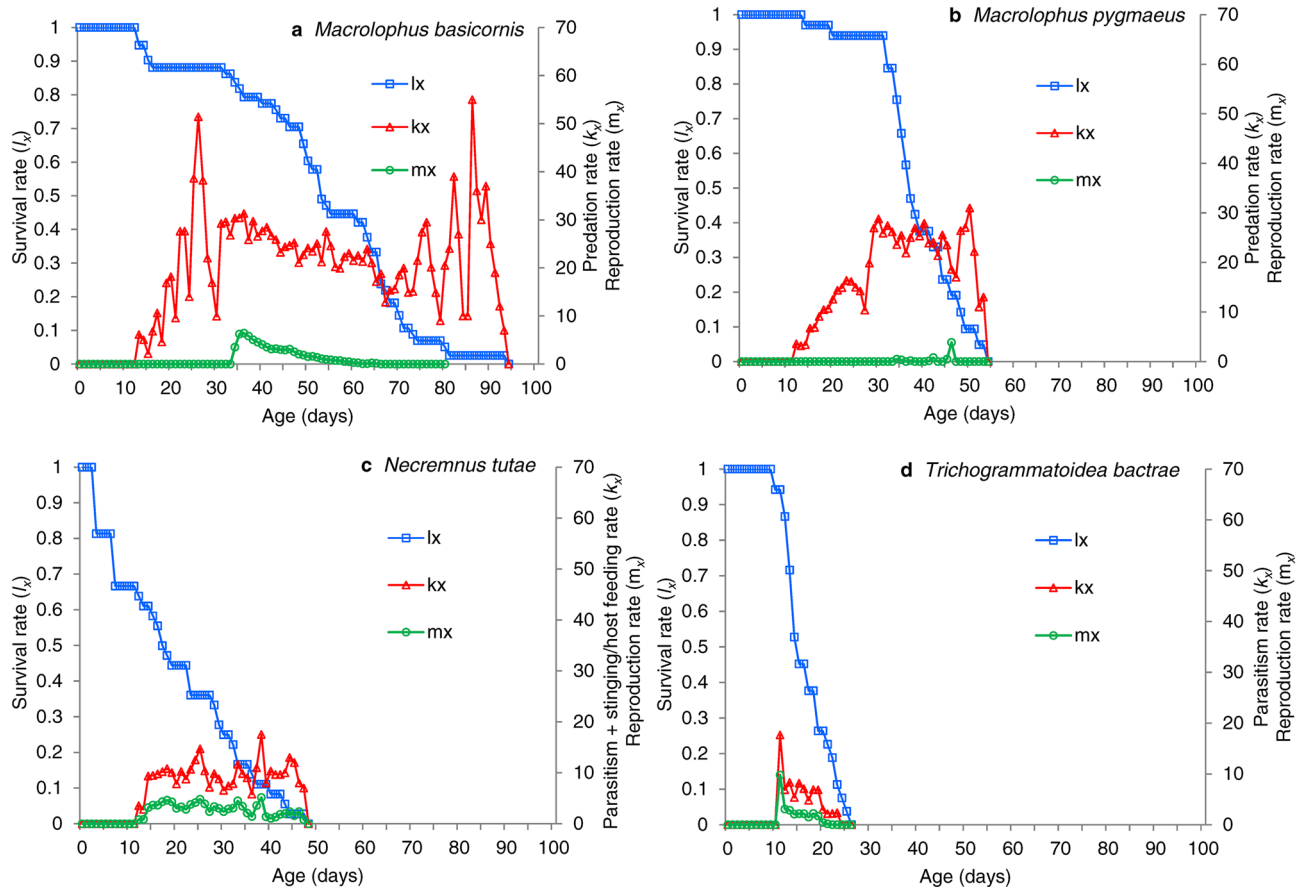 a Macrolophus basicornis
1
0.9
0.8
0.7
0.6
0.5
0.4
0.3
0.2
0.1
0
Survival rate (lx)
lx
kx
mx
70
60
50
40
30
20
10
0
Predation rate (kx)
Reproduction rate (mx)
0 10 20 30 40 50 60 70 80 90 100
Age (days)
b Macrolophus pygmaeus
1
0.9
0.8
0.7
0.6
0.5
0.4
0.3
0.2
0.1
0
Survival rate (lx)
lx
kx
mx
70
60
50
40
30
20
10
0
Predation rate (kx)
Reproduction rate (mx)
0 10 20 30 40 50 60 70 80 90 100
Age (days)
c Necremnus tutae
1
0.9
0.8
0.7
0.6
0.5
0.4
0.3
0.2
0.1
0
Survival rate (lx)
lx
kx
mx
70
60
50
40
30
20
10
0
Parasitism + stinging/host feeding rate (kx)
Reproduction rate (mx)
0 10 20 30 40 50 60 70 80 90 100
Age (days)
d Trichogrammatoidea bactrae
1
0.9
0.8
0.7
0.6
0.5
0.4
0.3
0.2
0.1
0
Survival rate (lx)
lx
kx
mx
70
60
50
40
30
20
10
0
Parasitism rate (kx)
Reproduction rate (mx)
0 10 20 30 40 50 60 70 80 90 100
Age (days)